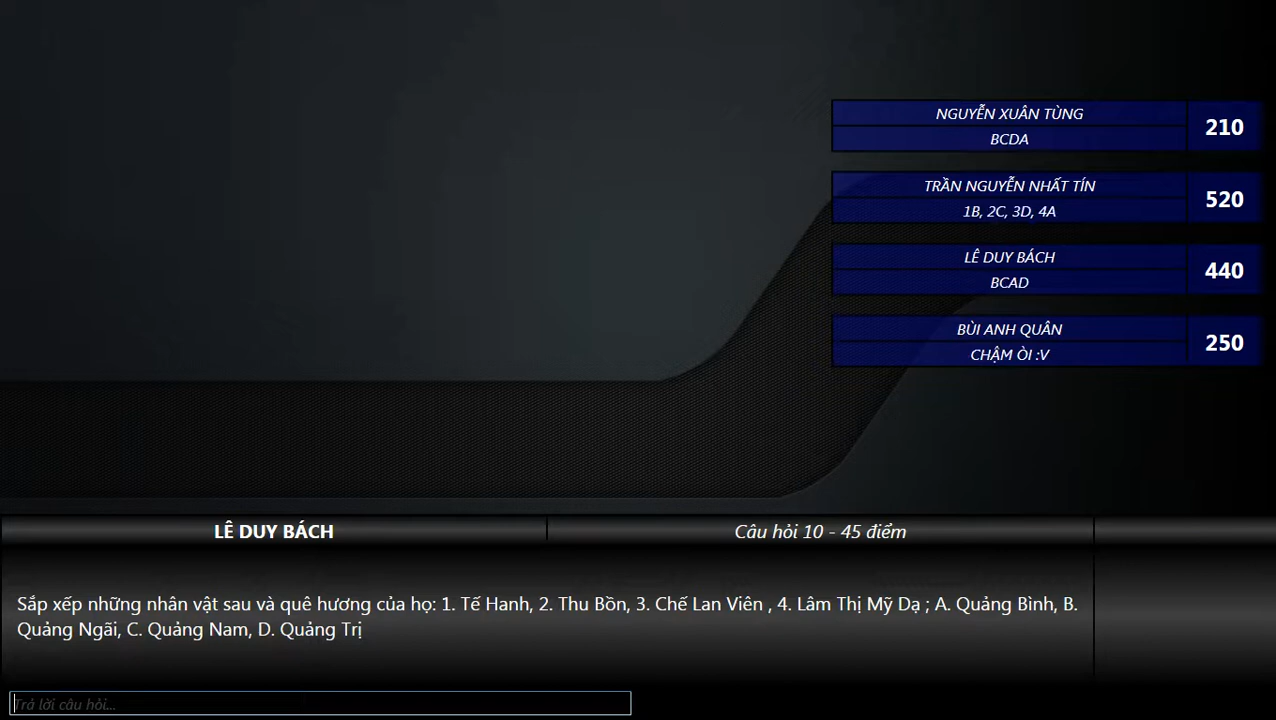 NGUYỄN XUÂN TÙNG
BCDA
210
TRẦN NGUYỄN NHẤT TÍN
1B, 2C, 3D, 4A
520
LÊ DUY BÁCH
BCAD
440
BÙI ANH QUÂN
CHẬM ÒI :V
250
LÊ DUY BÁCH
Câu hỏi 10 - 45 điểm
Sắp xếp những nhân vật sau và quê hương của họ: 1. Tế Hanh, 2. Thu Bồn, 3. Chế Lan Viên , 4. Lâm Thị Mỹ Dạ ; A. Quảng Bình, B.
Quảng Ngãi, C. Quảng Nam, D. Quảng Trị
Trả lời câu hỏi...